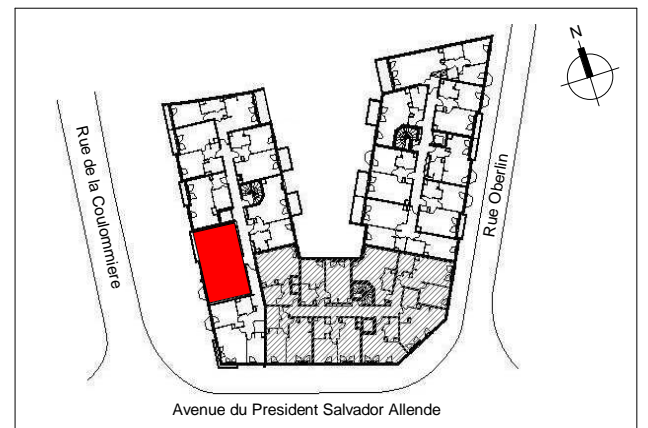 N
Rue de la Coulommiere
Rue Oberlin
Avenue du President Salvador Allende